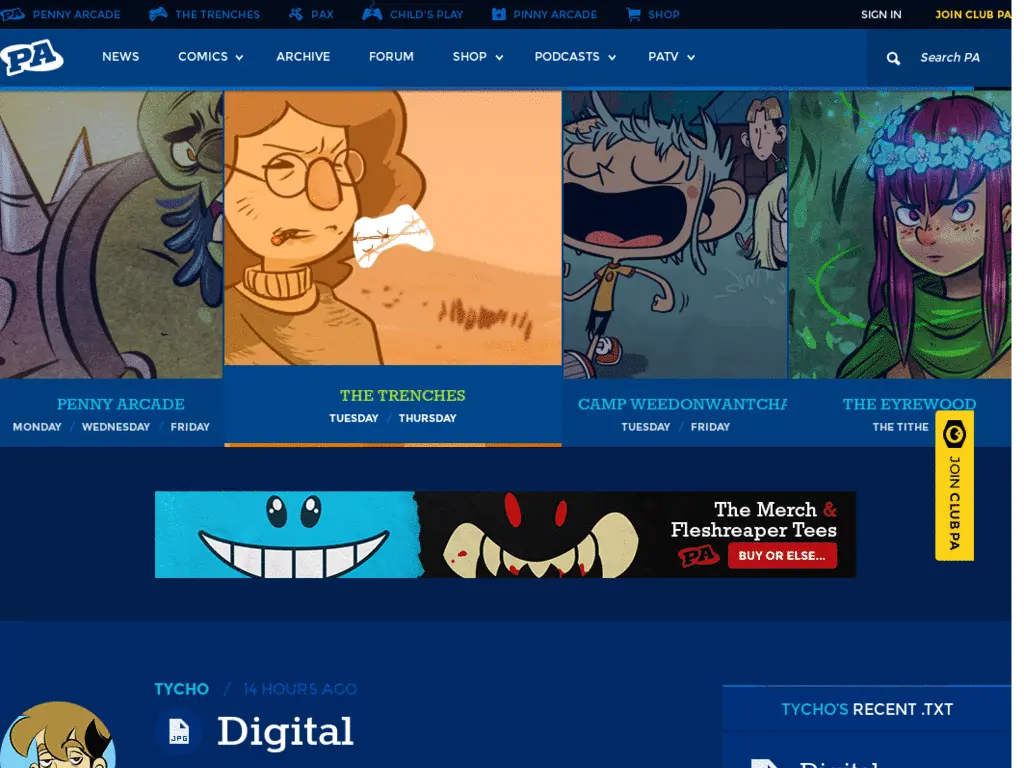 PENNY ARCADE THE TRENCHES PAX CHILD'S PLAY PINNY ARCADE SHOP SIGN IN JOIN CLUB PA
PA NEWS COMICS ARCHIVE FORUM SHOP PODCASTS PATV Search PA
PENNY ARCADE
MONDAY / WEDNESDAY / FRIDAY
THE TRENCHES
TUESDAY / THURSDAY
CAMP WEEDONWANTCHA
TUESDAY / FRIDAY
THE EYREWOOD
THE TITHE
JOIN CLUB PA
The Merch &
Fleshreaper Tees
PA BUY OR ELSE...
TYCHO / 14 HOURS AGO
JPG Digital
TYCHO'S RECENT .TXT
Digital